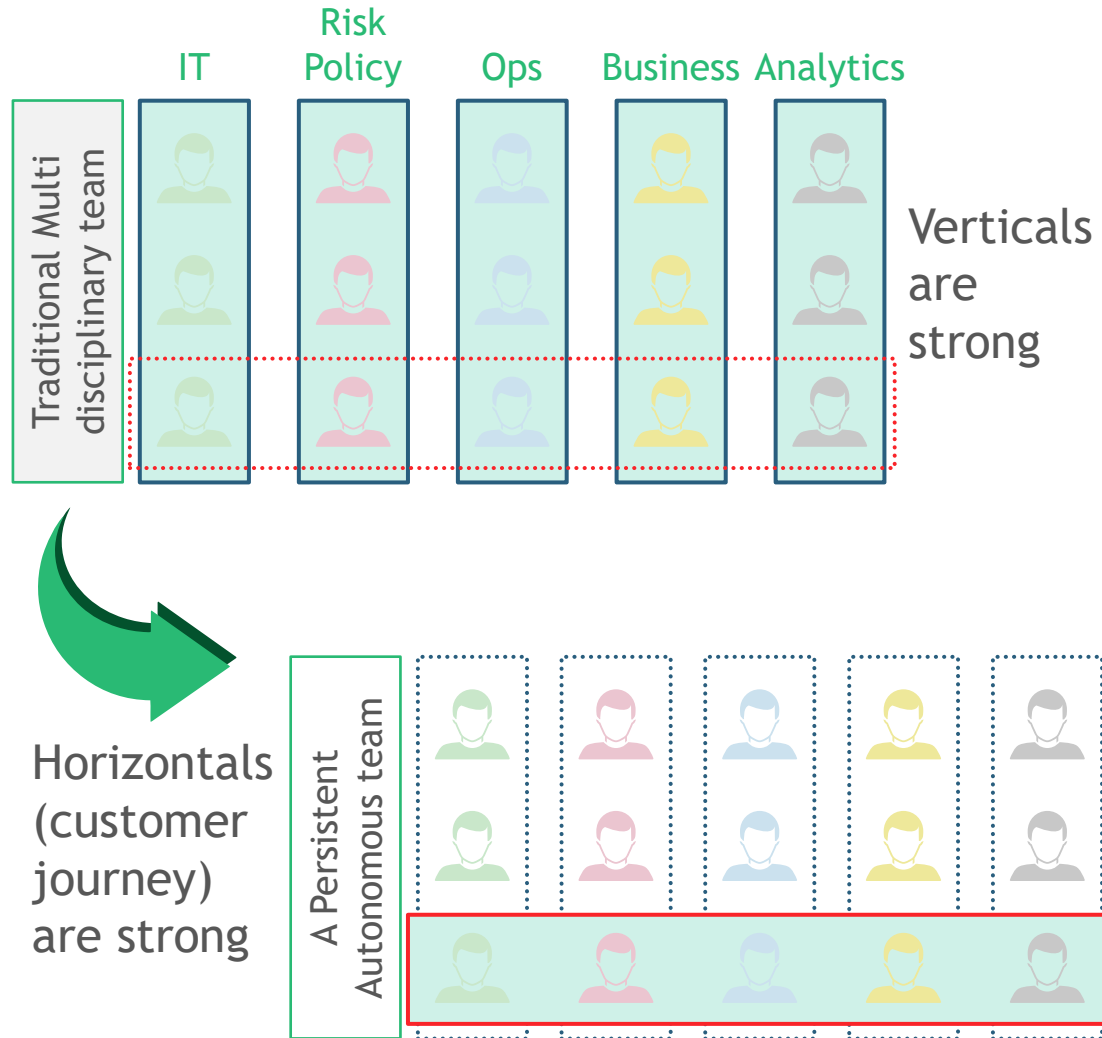 Risk
IT Policy Ops Business Analytics
Traditional Multi
disciplinary team
Verticals
are
strong
Horizontals
(customer
journey)
are strong
A Persistent
Autonomous team